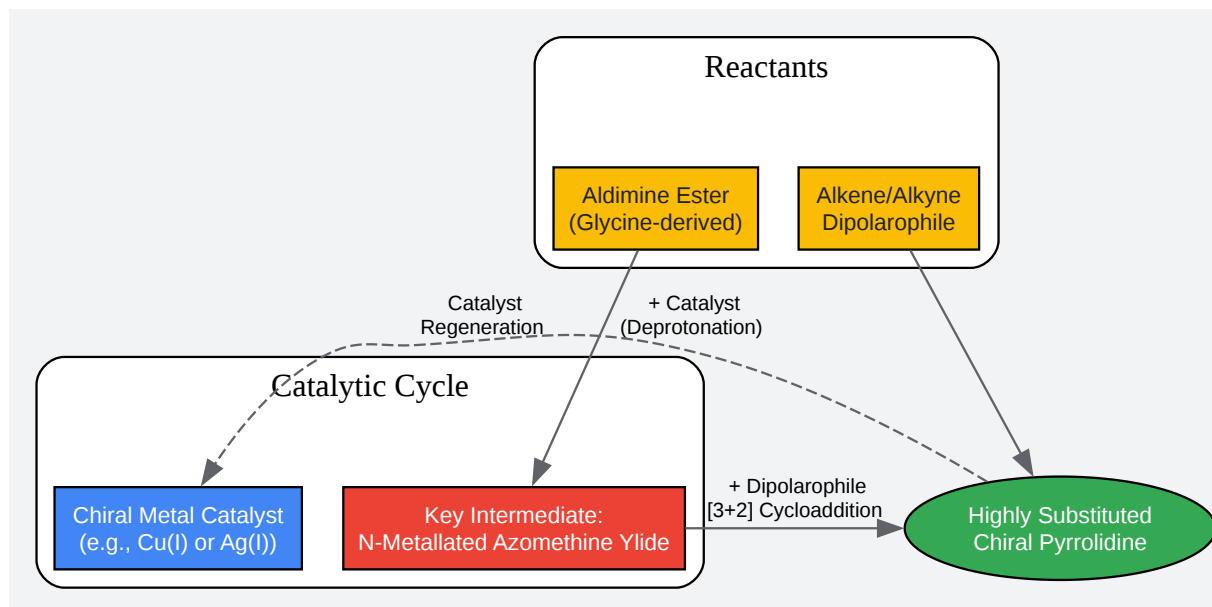 Reactants
Aldimine Ester
(Glycine-derived)
Alkene/Alkyne
Dipolarophile
Catalyst
Regeneration
+ Catalyst
(Deprotonation)
Catalytic Cycle
Chiral Metal Catalyst
(e.g., Cu(I) or Ag(I))
Key Intermediate:
N-Metallated Azomethine Ylide
+ Dipolarophile
[3+2] Cycloaddition
Highly Substituted
Chiral Pyrrolidine